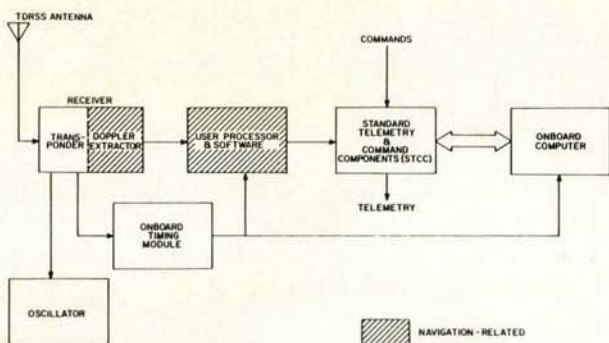 TDRSS ANTENNA
RECEIVER
TRANS-
PONDER
DOPPLER
EXTRACTOR
USER PROCESSOR
& SOFTWARE
COMMANDS
STANDARD
TELEMETRY
&
COMMAND
COMPONENTS (STCC)
TELEMETRY
ONBOARD
COMPUTER
ONBOARD
TIMING
MODULE
OSCILLATOR
NAVIGATION-RELATED